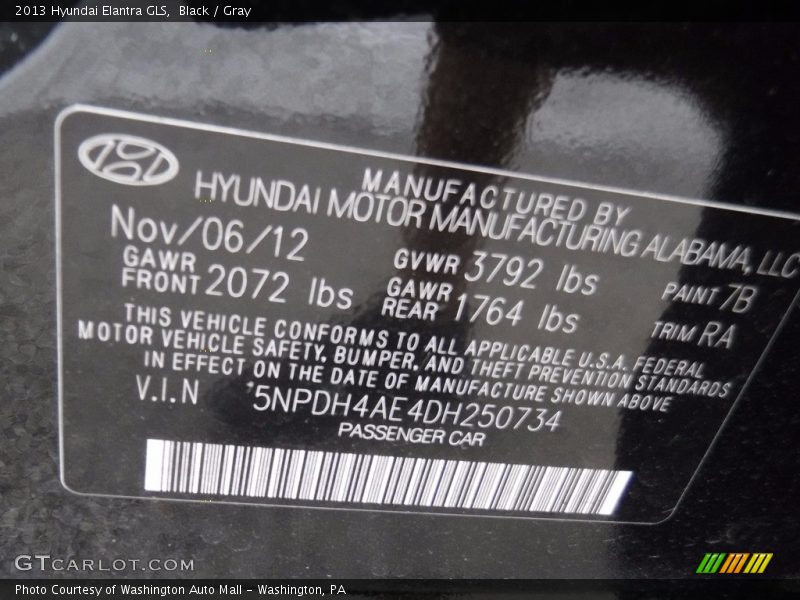 2013 Hyundai Elantra GLS, Black / Gray
MANUFACTURED BY
HYUNDAI MOTOR MANUFACTURING ALABAMA, LLC
Nov/06/12 GVWR 3792 lbs PAINT 7B
GAWR FRONT 2072 lbs GAWR REAR 1764 lbs TRIM RA
THIS VEHICLE CONFORMS TO ALL APPLICABLE U.S.A. FEDERAL
MOTOR VEHICLE SAFETY, BUMPER, AND THEFT PREVENTION STANDARDS
IN EFFECT ON THE DATE OF MANUFACTURE SHOWN ABOVE
V.I.N *5NPDH4AE4DH250734
PASSENGER CAR
GTCARLOT.COM
Photo Courtesy of Washington Auto Mall - Washington, PA